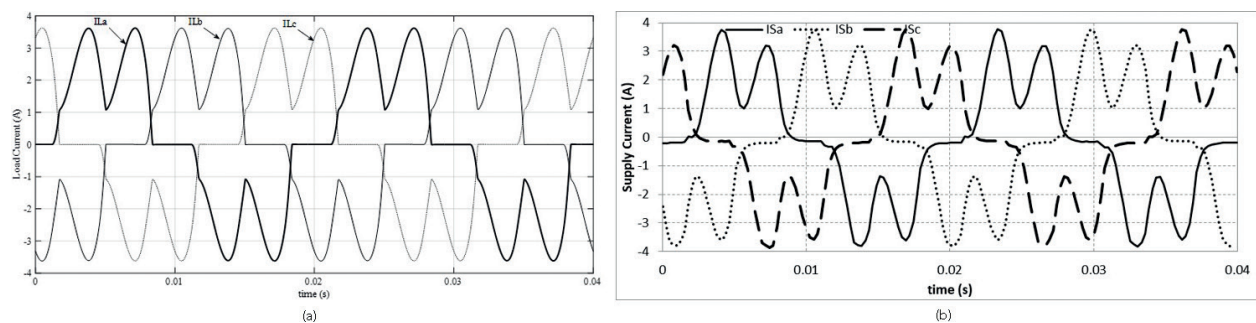 ILa
ILb
ILc
4
3
2
1
0
-1
-2
-3
-4
Load Current (A)
0
0.01
0.02
0.03
0.04
time (s)
(a)
ISa
ISb
ISc
4
3
2
1
0
-1
-2
-3
-4
Supply Current (A)
0
0.01
0.02
0.03
0.04
time (s)
(b)